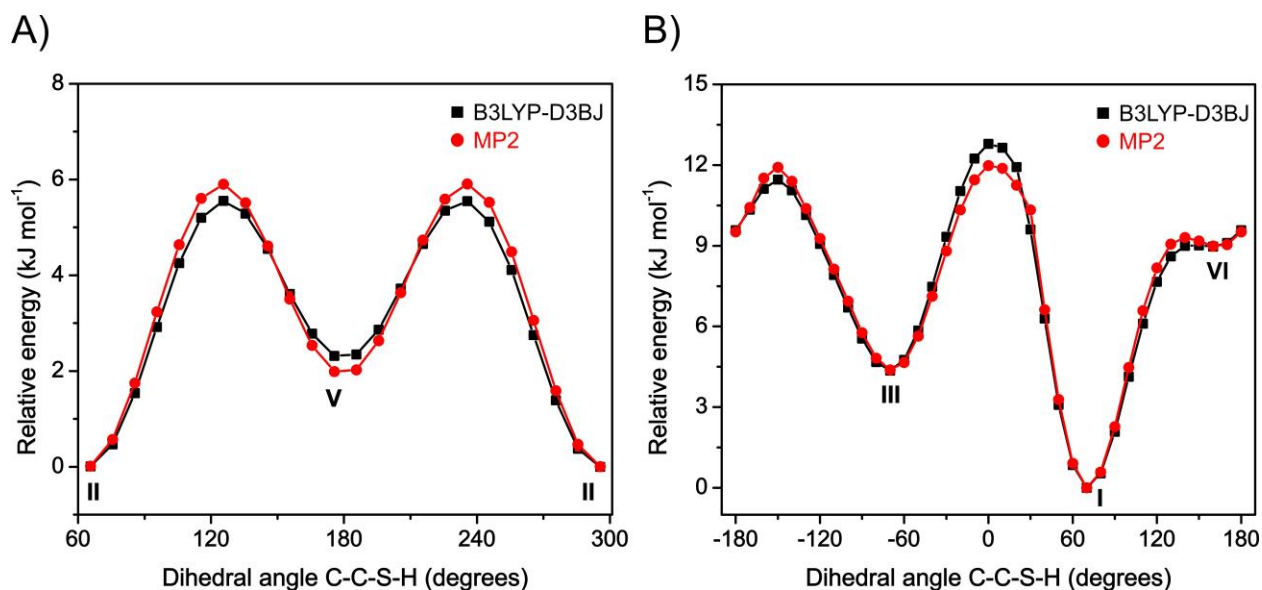 A)
8
6
4
2
0
Relative energy (kJ mol⁻¹)
B3LYP-D3BJ
MP2
V
II
II
60
120
180
240
300
Dihedral angle C-C-S-H (degrees)
B)
15
12
9
6
3
0
Relative energy (kJ mol⁻¹)
B3LYP-D3BJ
MP2
VI
III
I
-180
-120
-60
0
60
120
180
Dihedral angle C-C-S-H (degrees)